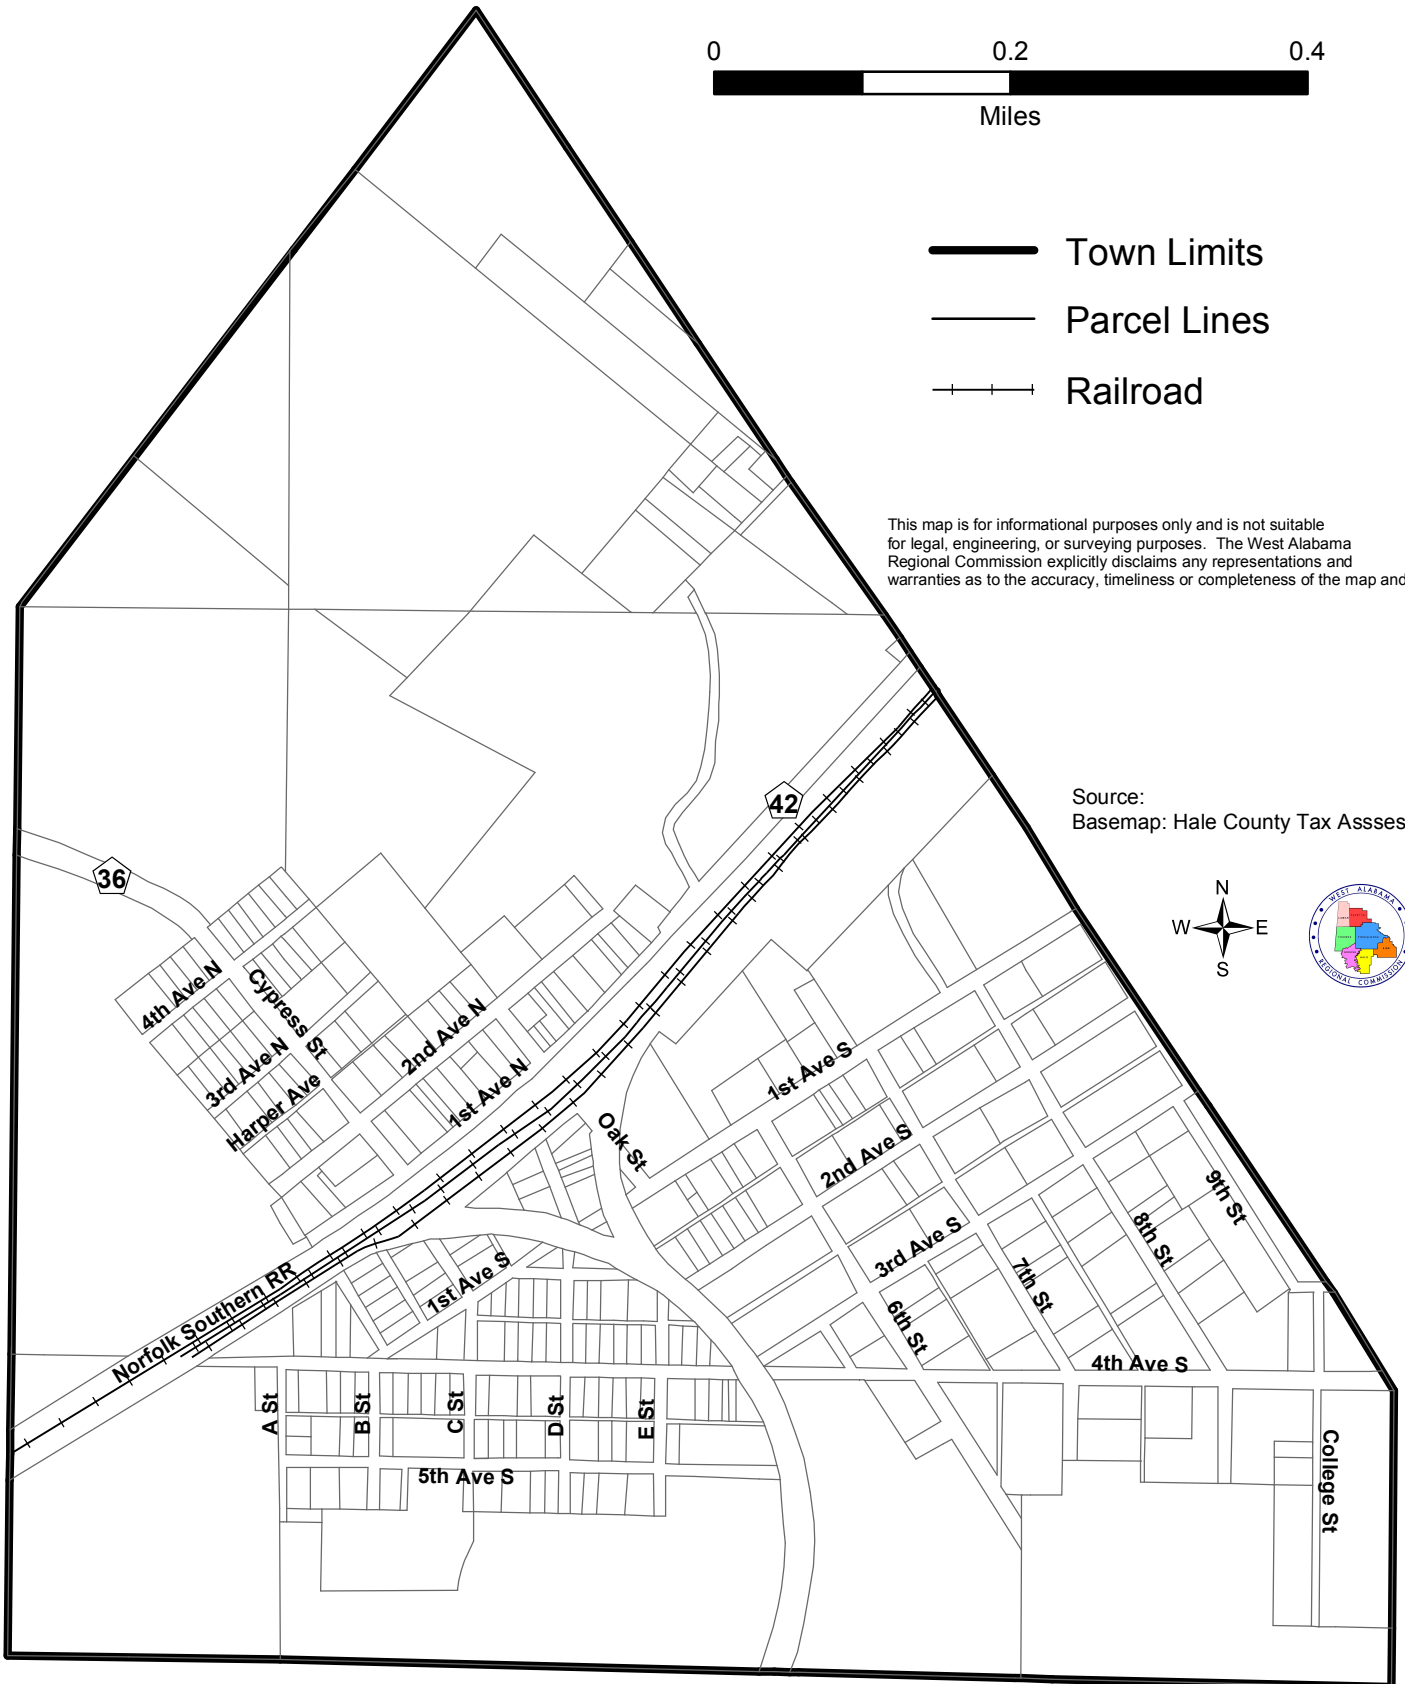 0 0.2 0.4
Miles
Town Limits
Parcel Lines
Railroad
This map is for informational purposes only and is not suitable
for legal, engineering, or surveying purposes. The West Alabama
Regional Commission explicitly disclaims any representations and
warranties as to the accuracy, timeliness or completeness of the map and
42
Source:
Basemap: Hale County Tax Asssess
36
N
W E
S
WEST ALABAMA
REGIONAL COMMISSION
4th Ave N
Cypress St
3rd Ave N
Harper Ave
2nd Ave N
1st Ave N
Oak St
1st Ave S
2nd Ave S
3rd Ave S
9th St
8th St
7th St
6th St
1st Ave S
Norfolk Southern RR
4th Ave S
A St
B St
C St
D St
E St
5th Ave S
College St